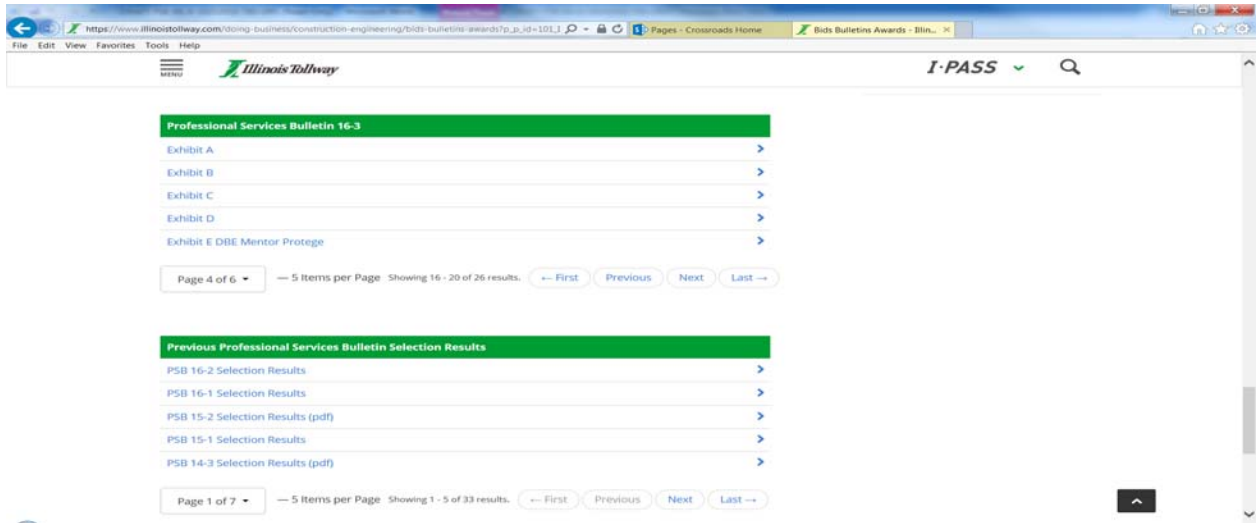 https://www.illinoistollway.com/doing-business/construction-engineering/bids-bulletins-awards?p_p_id=101_I
Pages - Crossroads Home
Bids Bulletins Awards - Illin...
File Edit View Favorites Tools Help
MENU
Illinois Tollway
I·PASS
Professional Services Bulletin 16-3
Exhibit A
Exhibit B
Exhibit C
Exhibit D
Exhibit E DBE Mentor Protege
Page 4 of 6 — 5 Items per Page Showing 16 - 20 of 26 results. ← First Previous Next Last →
Previous Professional Services Bulletin Selection Results
PSB 16-2 Selection Results
PSB 16-1 Selection Results
PSB 15-2 Selection Results (pdf)
PSB 15-1 Selection Results
PSB 14-3 Selection Results (pdf)
Page 1 of 7 — 5 Items per Page Showing 1 - 5 of 33 results. ← First Previous Next Last →